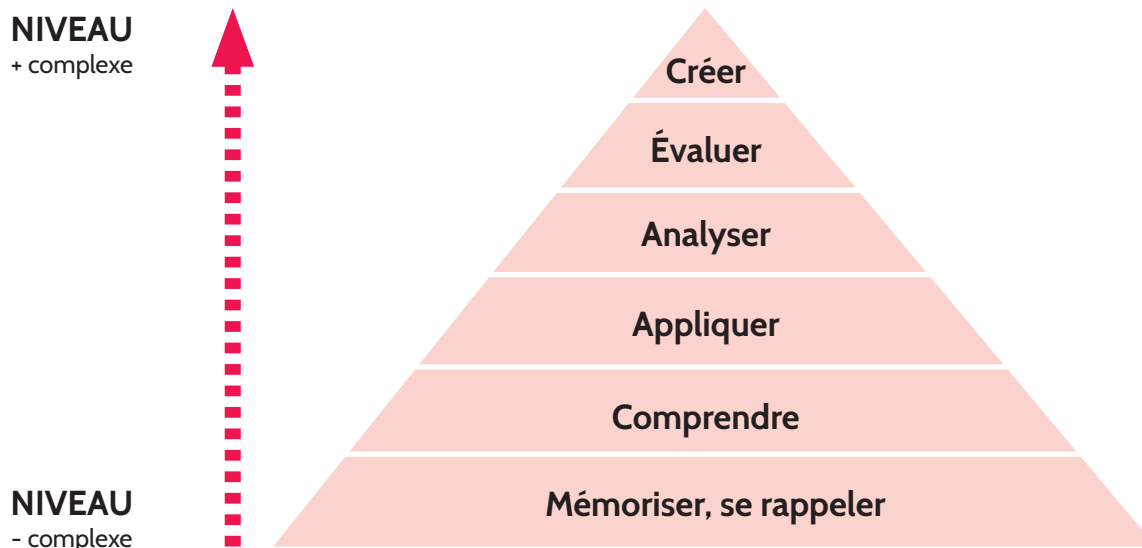 NIVEAU
+ complexe
Créer
Évaluer
Analyser
Appliquer
Comprendre
Mémoriser, se rappeler
NIVEAU
- complexe